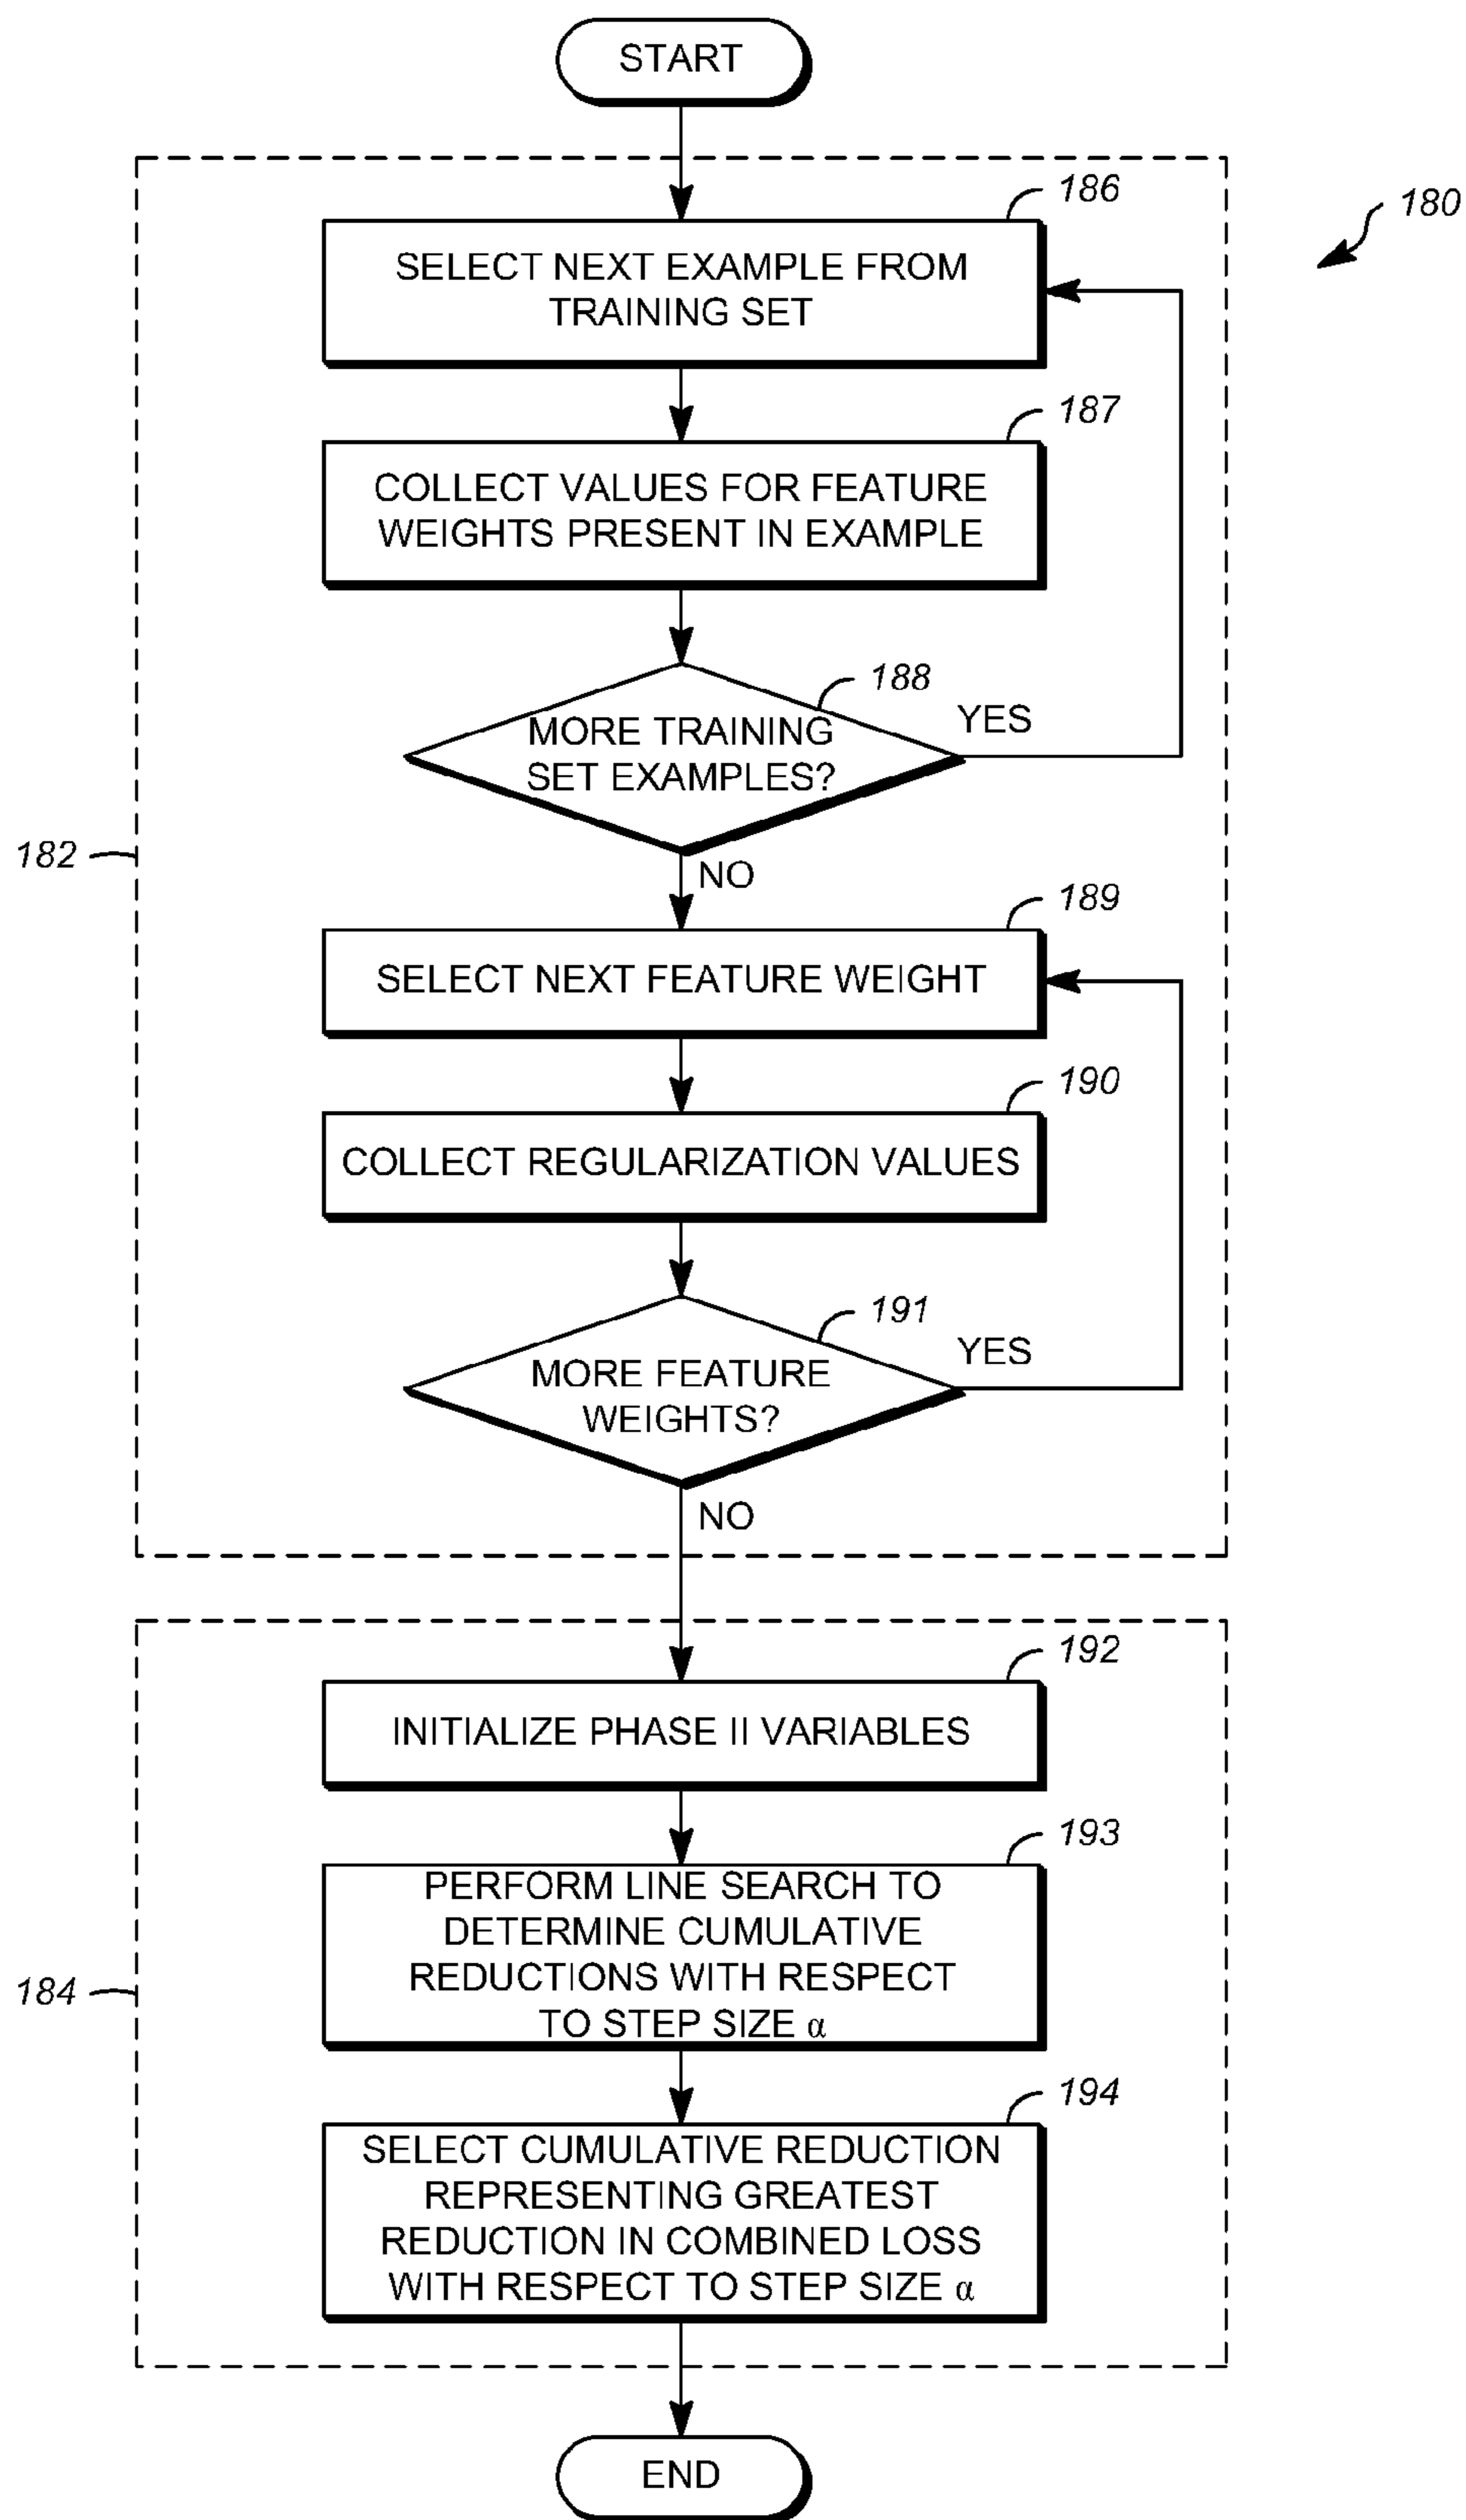 START
186
180
SELECT NEXT EXAMPLE FROM
TRAINING SET
187
COLLECT VALUES FOR FEATURE
WEIGHTS PRESENT IN EXAMPLE
188
YES
MORE TRAINING
SET EXAMPLES?
182
NO
189
SELECT NEXT FEATURE WEIGHT
190
COLLECT REGULARIZATION VALUES
191
YES
MORE FEATURE
WEIGHTS?
NO
192
INITIALIZE PHASE II VARIABLES
193
PERFORM LINE SEARCH TO
DETERMINE CUMULATIVE
REDUCTIONS WITH RESPECT
TO STEP SIZE α
184
194
SELECT CUMULATIVE REDUCTION
REPRESENTING GREATEST
REDUCTION IN COMBINED LOSS
WITH RESPECT TO STEP SIZE α
END